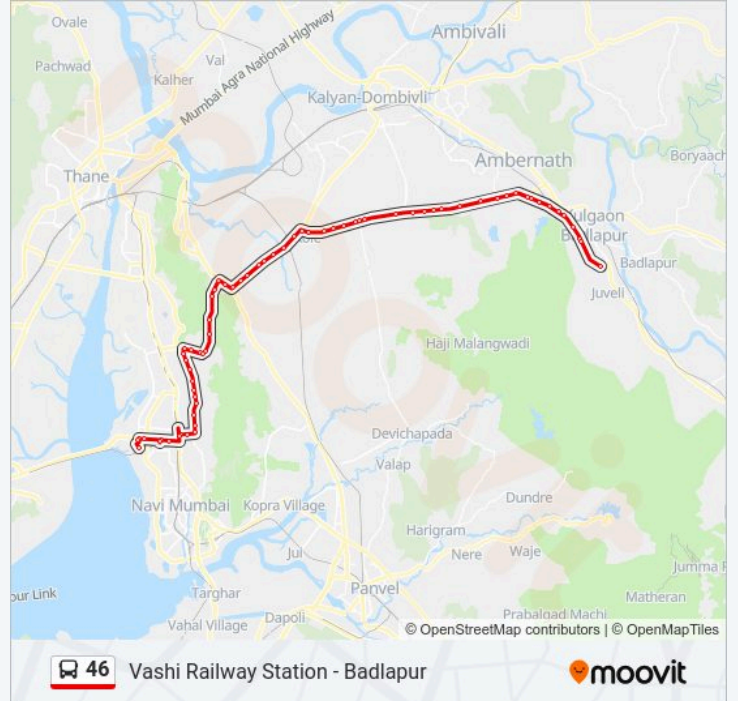 Ovale
Ambivali
Pachwad
Val
Kalher
Mumbai Agra National Highway
Kalyan-Dombivli
Ambernath
Boryaach
Thane
Badlapur
Badlapur
Juveli
Haji Malangwadi
Devichapada
Valap
Navi Mumbai
Kopra Village
Dundre
Harigram
Jui
Nere
Waje
Jumma
our Link
Targhar
Panvel
Matheran
Vahal Village
Dapoli
Prabalgad Machi
© OpenStreetMap contributors | © OpenMapTiles
46 Vashi Railway Station - Badlapur
moovit